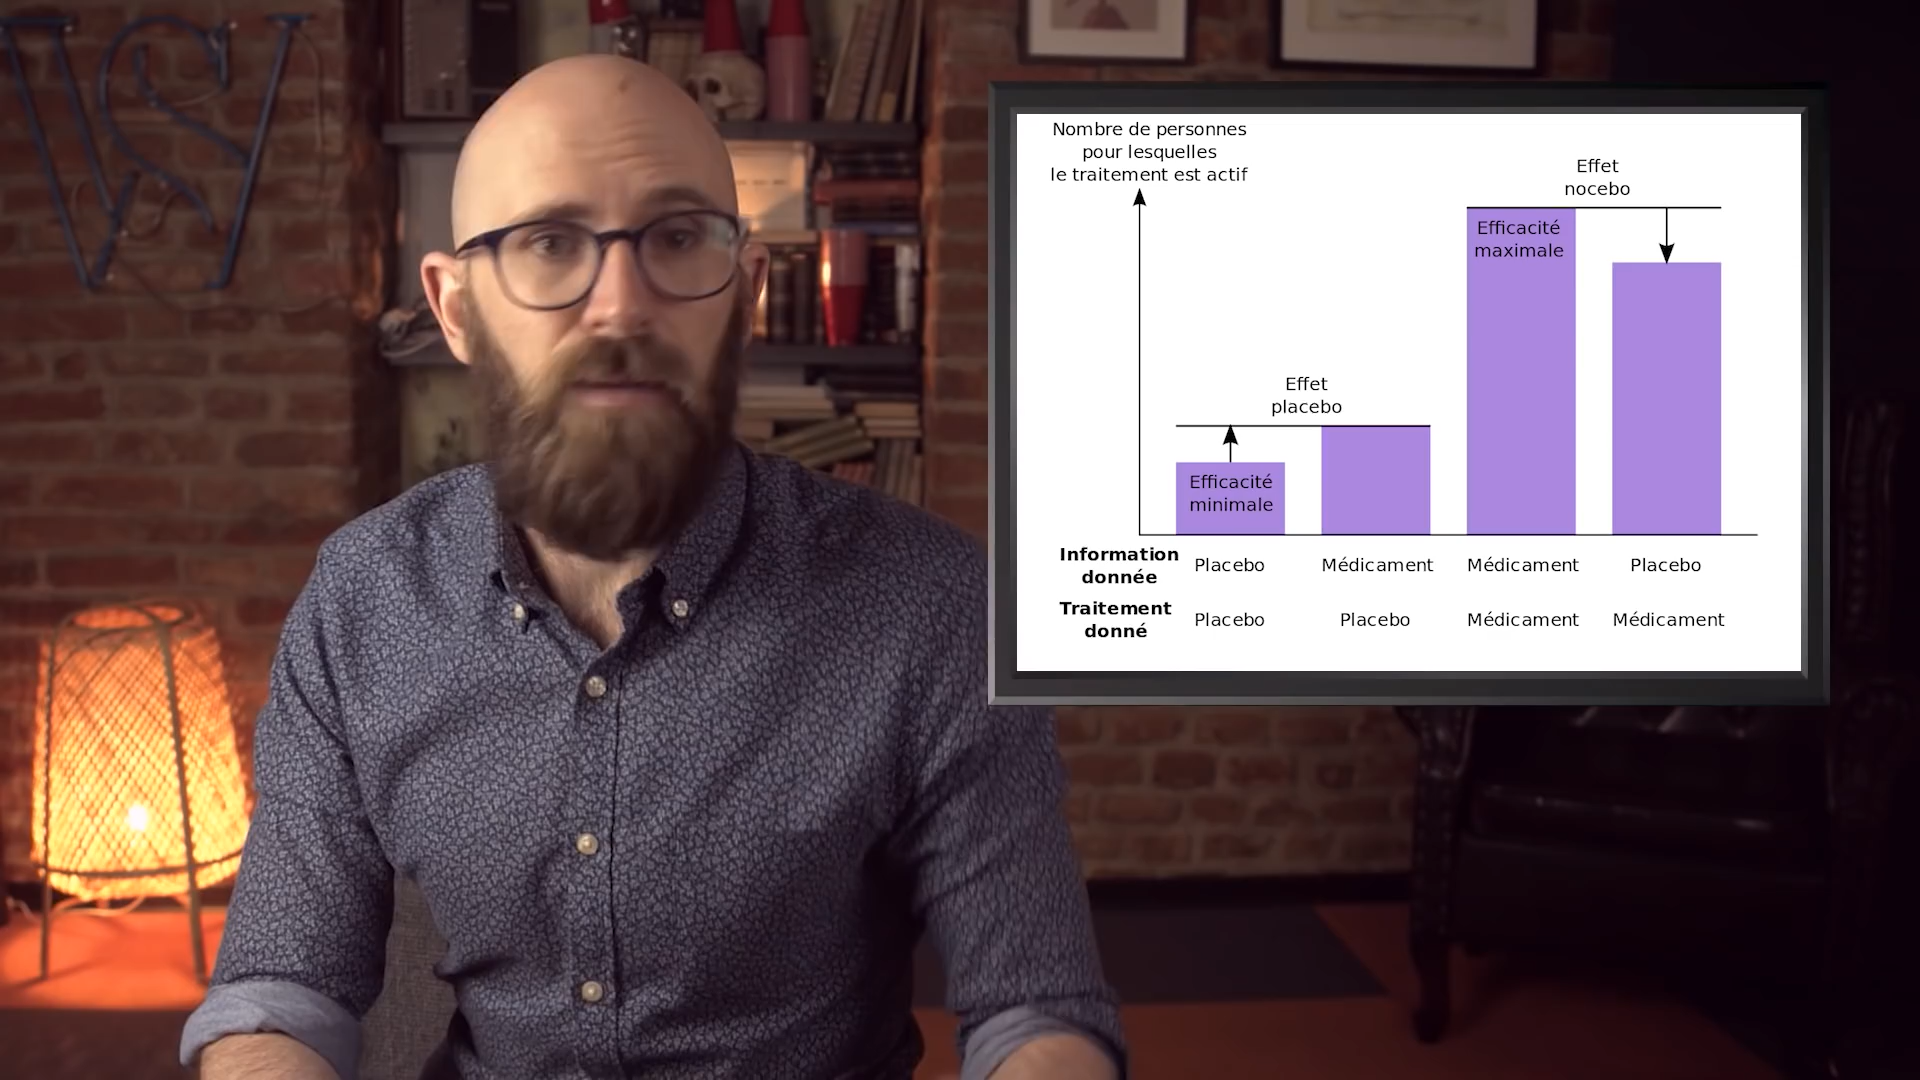 SW
Nombre de personnes
pour lesquelles
le traitement est actif
Effet
nocebo
Efficacité
maximale
Effet
placebo
Efficacité
minimale
Information
donnée
Placebo
Médicament
Médicament
Placebo
Traitement
donné
Placebo
Placebo
Médicament
Médicament